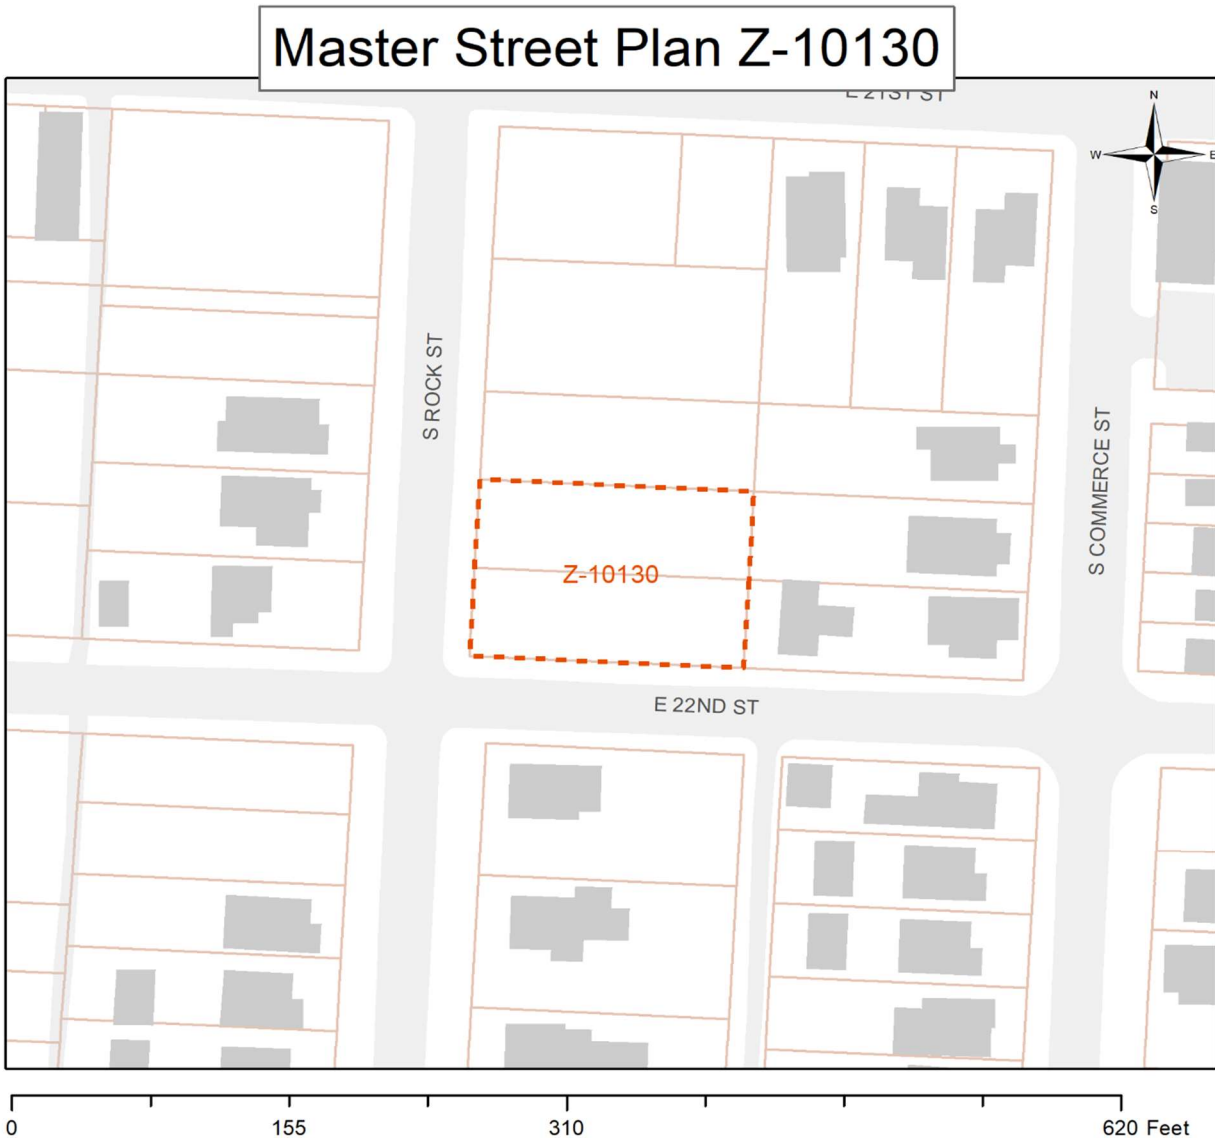 Master Street Plan Z-10130
E 21ST ST
N
W
E
S
S ROCK ST
S COMMERCE ST
Z-10130
E 22ND ST
0 155 310 620 Feet